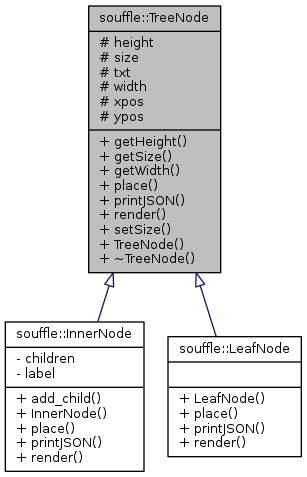 souffle::TreeNode
# height
# size
# txt
# width
# xpos
# ypos
+ getHeight()
+ getSize()
+ getWidth()
+ place()
+ printJSON()
+ render()
+ setSize()
+ TreeNode()
+ ~TreeNode()
souffle::InnerNode
- children
- label
+ add_child()
+ InnerNode()
+ place()
+ printJSON()
+ render()
souffle::LeafNode
+ LeafNode()
+ place()
+ printJSON()
+ render()